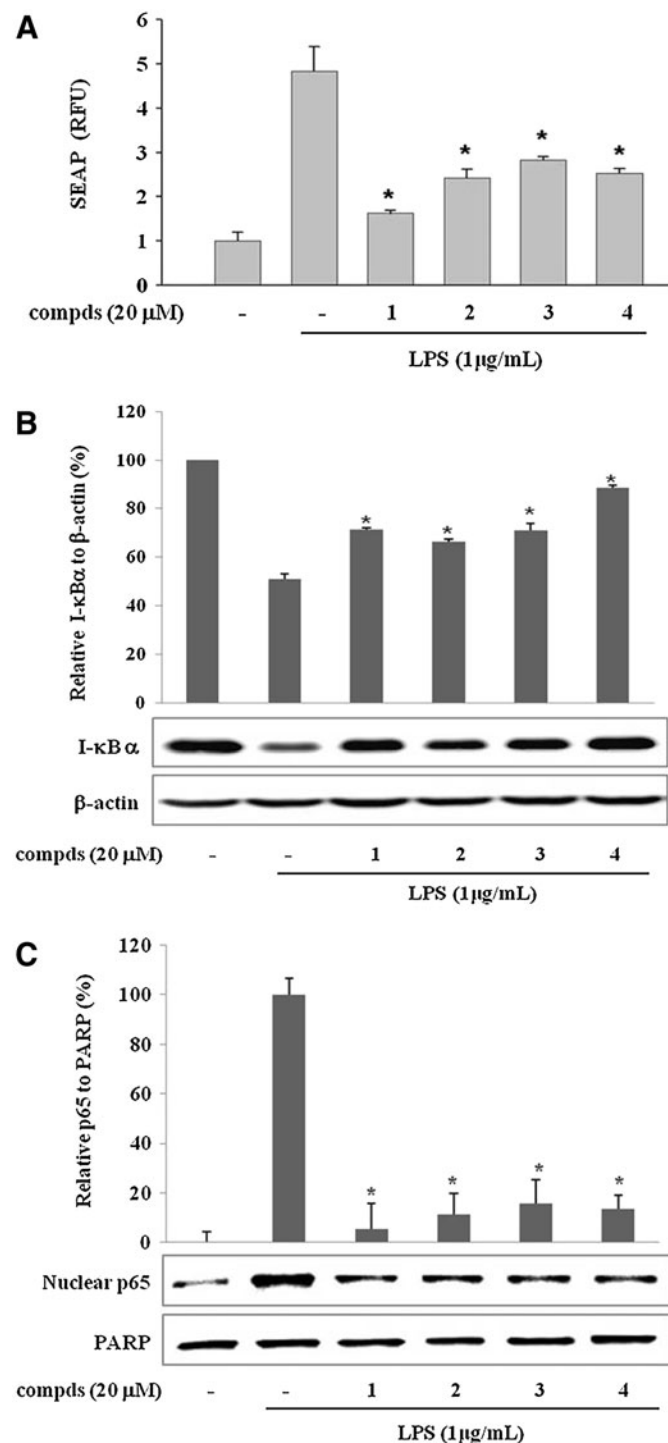 A
SEAP (RFU)
6
5
4
3
2
1
0
* * * *
compds (20 μM) - - 1 2 3 4
LPS (1μg/mL)
B
Relative I-κBα to β-actin (%)
120
100
80
60
40
20
0
* * * *
I-κB α
β-actin
compds (20 μM) - - 1 2 3 4
LPS (1μg/mL)
C
Relative p65 to PARP (%)
120
100
80
60
40
20
0
* * * *
Nuclear p65
PARP
compds (20 μM) - - 1 2 3 4
LPS (1μg/mL)